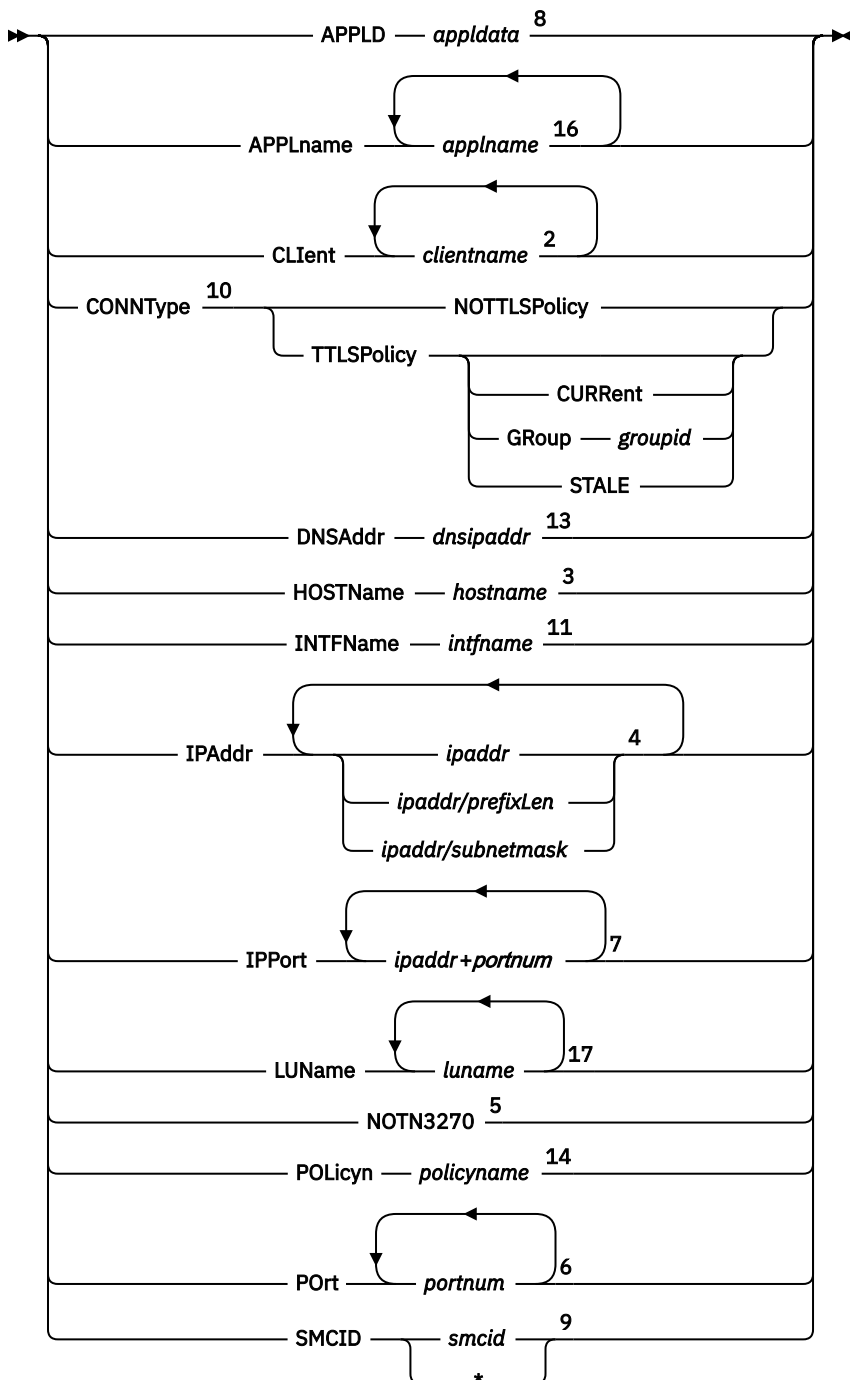 APPLD appldata 8
APPLname applname 16
CLIent clientname 2
CONNType 10 NOTTLSPolicy
TTLSPolicy
CURRent
GRoup groupid
STALE
DNSAddr dnsipaddr 13
HOSTName hostname 3
INTFName intfname 11
IPAddr ipaddr 4
ipaddr/prefixLen
ipaddr/subnetmask
IPPort ipaddr+portnum 7
LUName luname 17
NOTN3270 5
POLicyn policyname 14
POrt portnum 6
SMCID smcid 9
*